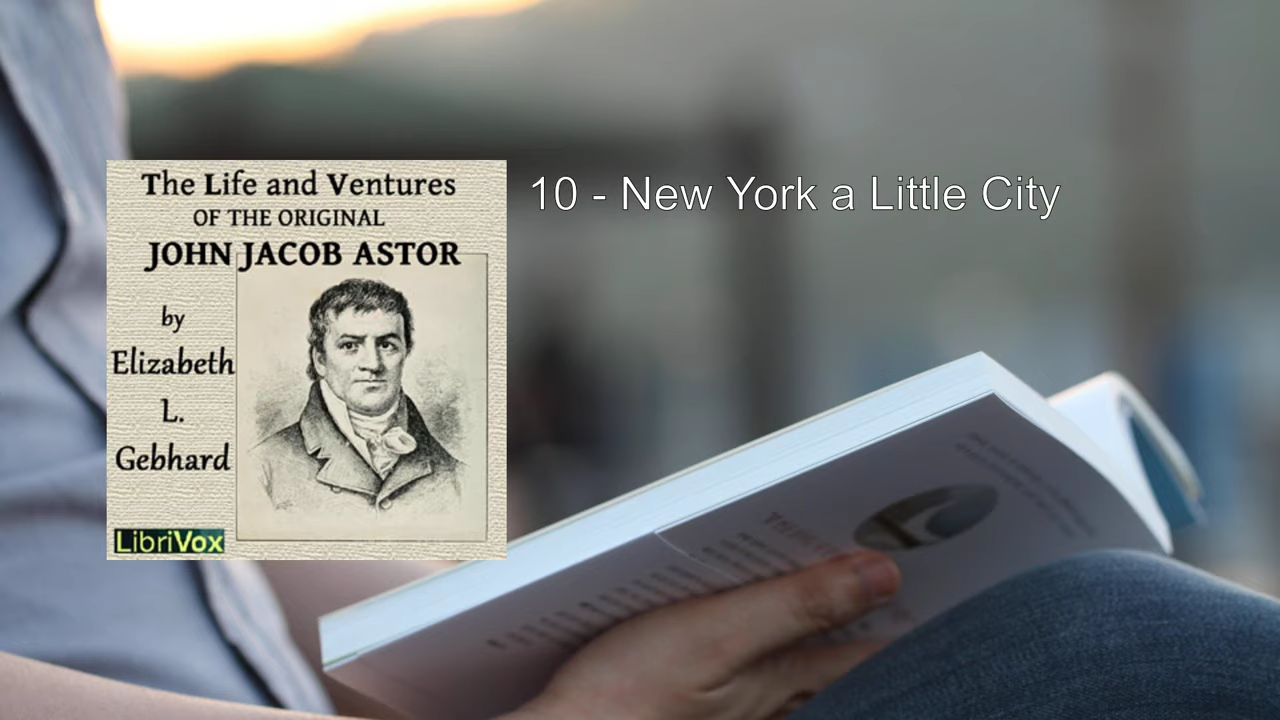 The Life and Ventures
OF THE ORIGINAL
JOHN JACOB ASTOR
by
Elizabeth
L.
Gebhard
LibriVox
10 - New York a Little City